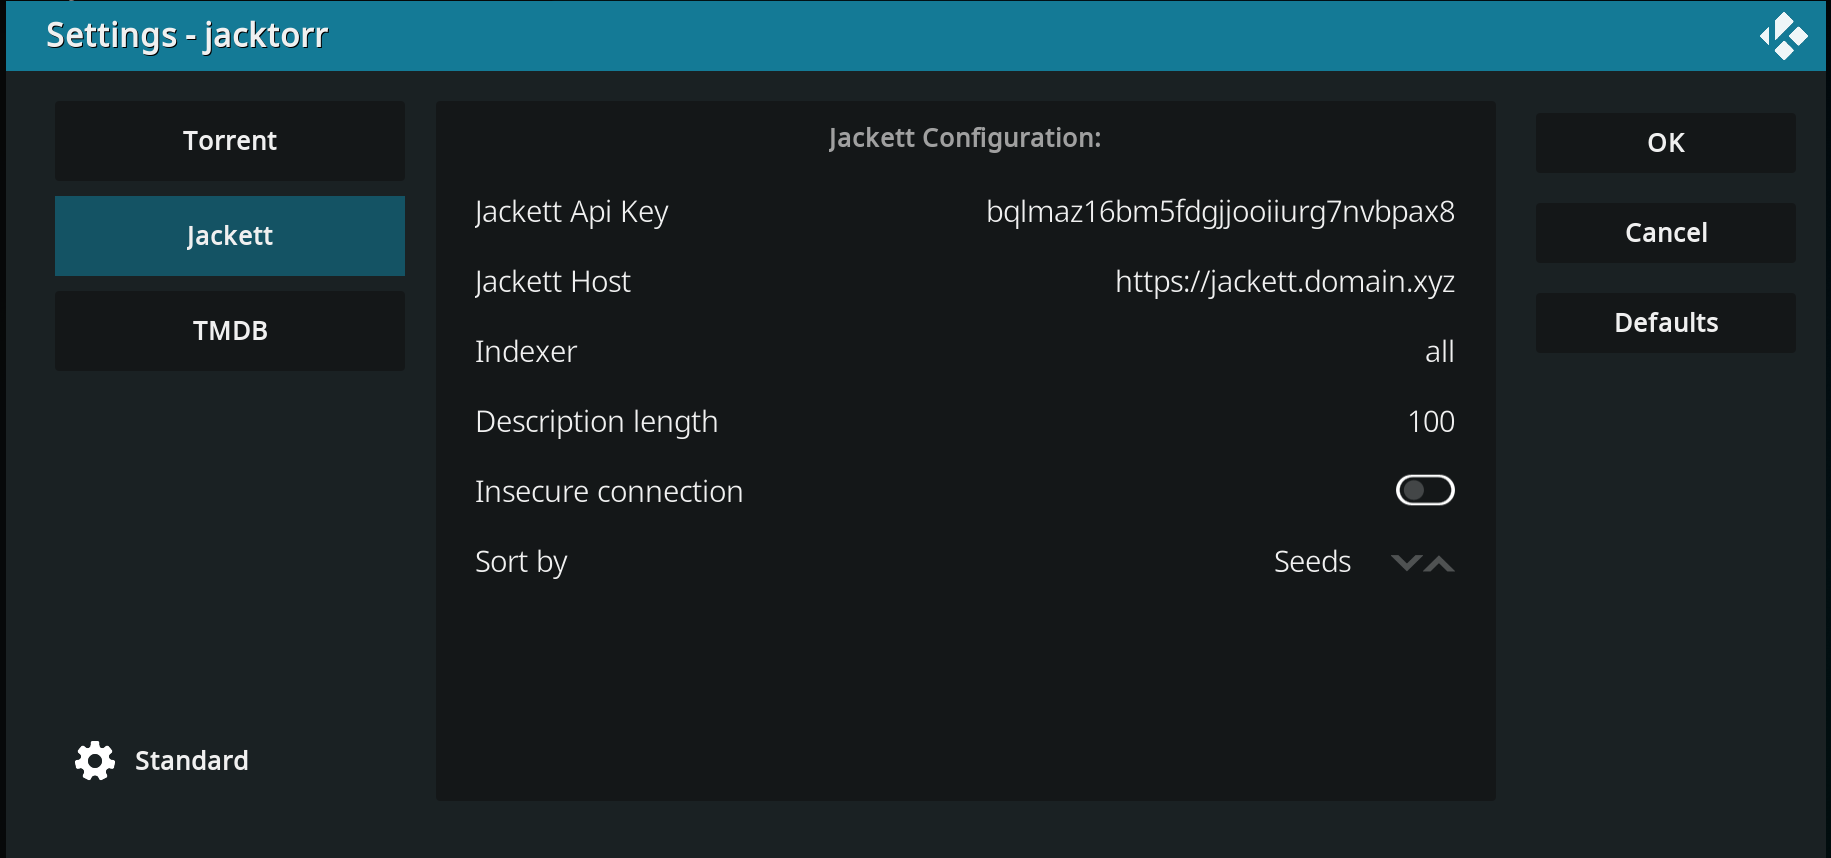 Settings - jacktorr
Torrent
Jackett
TMDB
Standard
Jackett Configuration:
Jackett Api Key bqlmaz16bm5fdgjjooiiurg7nvbpax8
Jackett Host https://jackett.domain.xyz
Indexer all
Description length 100
Insecure connection
Sort by Seeds
OK
Cancel
Defaults